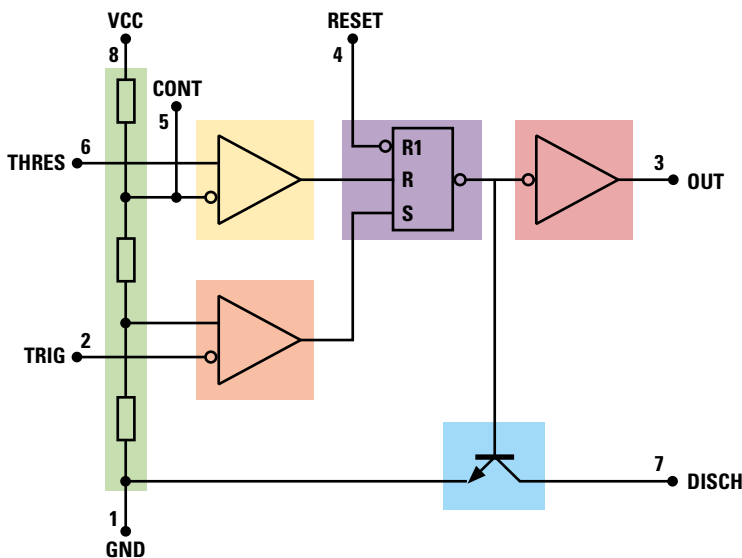 VCC
8
RESET
4
CONT
5
6
THRES
R1
R
S
3
OUT
2
TRIG
7
DISCH
1
GND